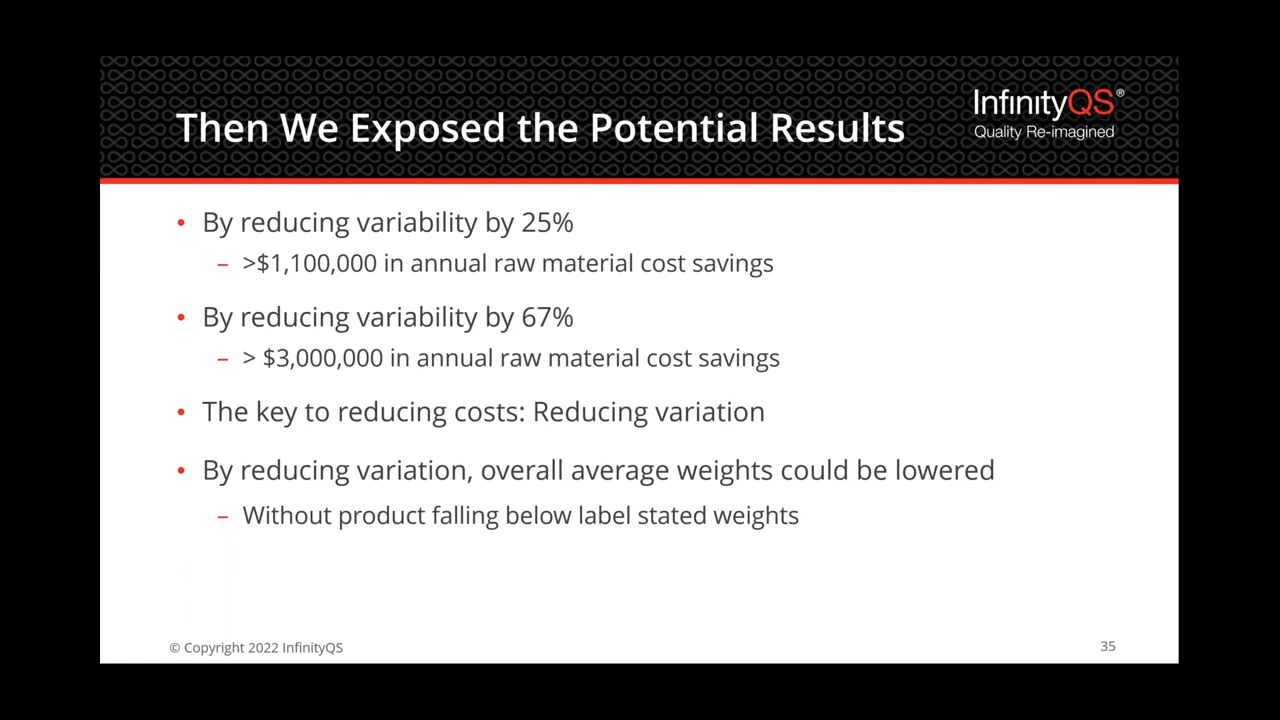 Then We Exposed the Potential Results
InfinityQS®
Quality Re-imagined
• By reducing variability by 25%
– >$1,100,000 in annual raw material cost savings
• By reducing variability by 67%
– > $3,000,000 in annual raw material cost savings
• The key to reducing costs: Reducing variation
• By reducing variation, overall average weights could be lowered
– Without product falling below label stated weights
© Copyright 2022 InfinityQS
35